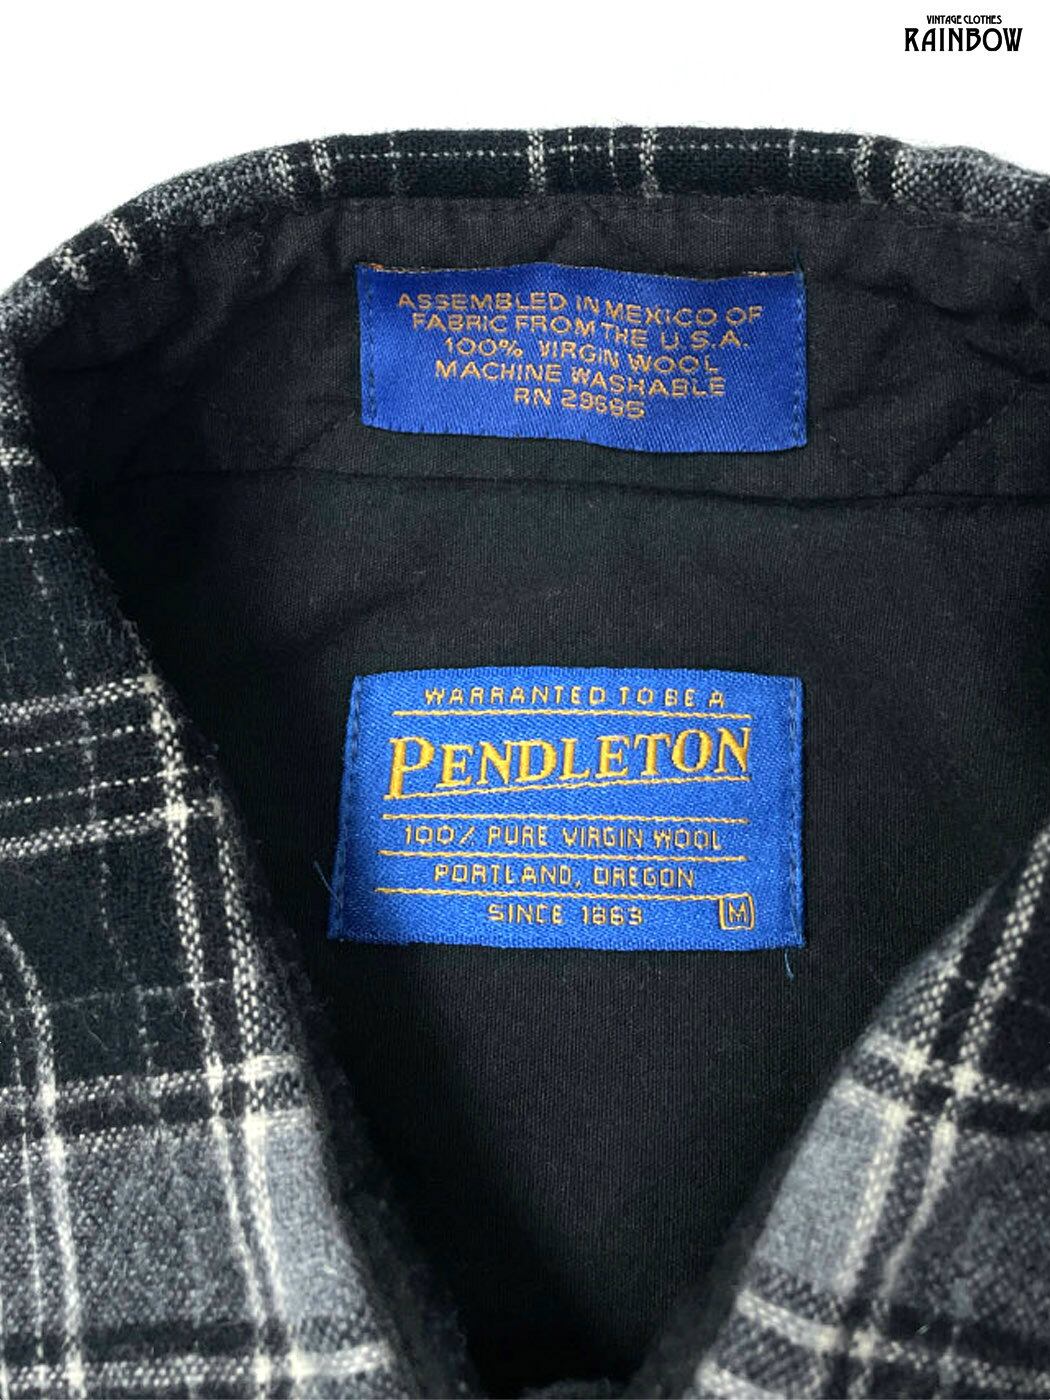 VINTAGE CLOTHES
RAINBOW
ASSEMBLED IN MEXICO OF
FABRIC FROM THE U.S.A.
100% VIRGIN WOOL
MACHINE WASHABLE
RN 29685
WARRANTED TO BE A
PENDLETON
100% PURE VIRGIN WOOL
PORTLAND, OREGON
SINCE 1863
M